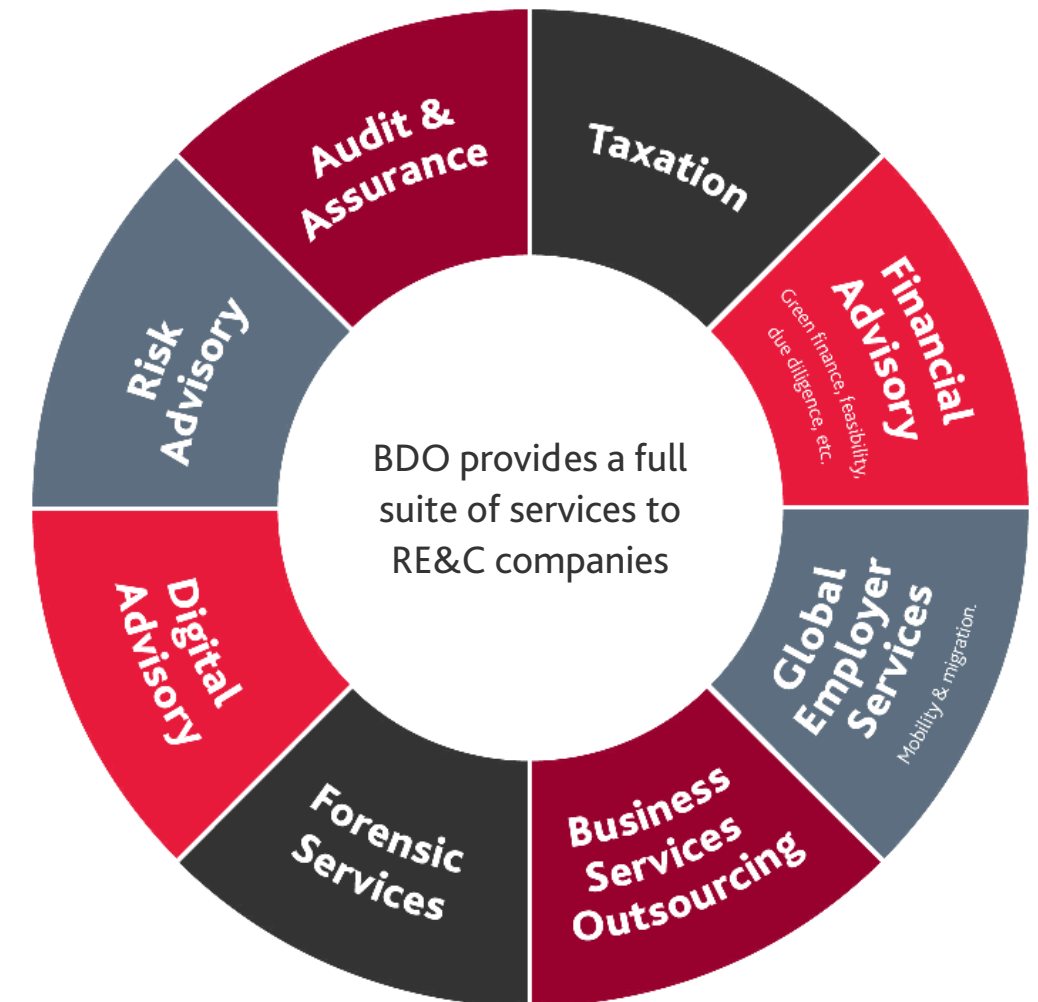 Audit &
Assurance
Taxation
Financial
Advisory
Green finance, feasibility,
due diligence, etc.
Global
Employer
Services
Mobility & migration.
Business
Services
Outsourcing
Forensic
Services
Digital
Advisory
Risk
Advisory
BDO provides a full
suite of services to
RE&C companies